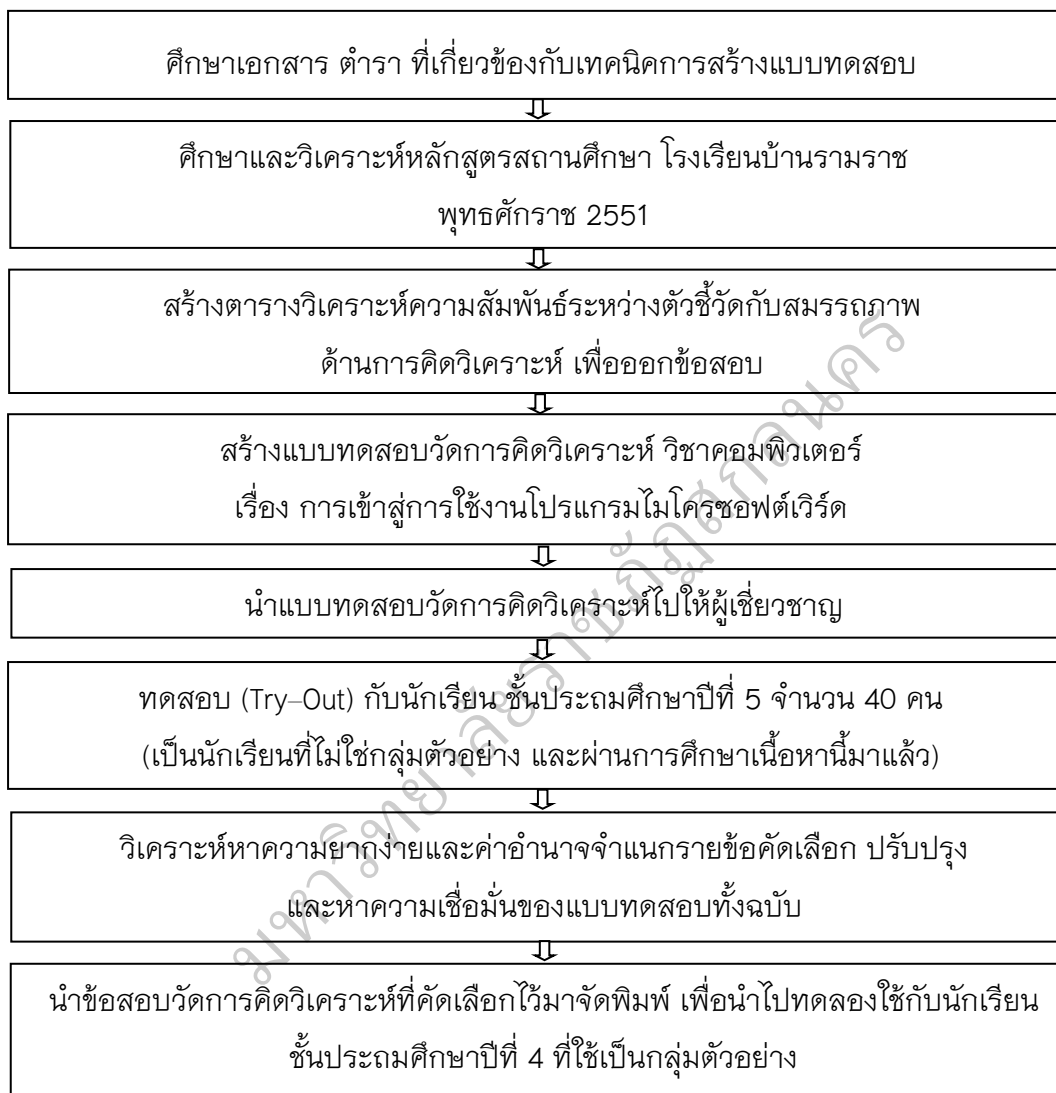 ศึกษาเอกสาร ตำรา ที่เกี่ยวข้องกับเทคนิคการสร้างแบบทดสอบ
ศึกษาและวิเคราะห์หลักสูตรสถานศึกษา โรงเรียนบ้านรามราช
พุทธศักราช 2551
สร้างตารางวิเคราะห์ความสัมพันธ์ระหว่างตัวชี้วัดกับสมรรถภาพ
ด้านการคิดวิเคราะห์ เพื่อออกข้อสอบ
สร้างแบบทดสอบวัดการคิดวิเคราะห์ วิชาคอมพิวเตอร์
เรื่อง การเข้าสู่การใช้งานโปรแกรมไมโครซอฟต์เวิร์ด
นำแบบทดสอบวัดการคิดวิเคราะห์ไปให้ผู้เชี่ยวชาญ
ทดสอบ (Try–Out) กับนักเรียน ชั้นประถมศึกษาปีที่ 5 จำนวน 40 คน
(เป็นนักเรียนที่ไม่ใช่กลุ่มตัวอย่าง และผ่านการศึกษาเนื้อหานี้มาแล้ว)
วิเคราะห์หาความยากง่ายและค่าอำนาจจำแนกรายข้อคัดเลือก ปรับปรุง
และหาความเชื่อมั่นของแบบทดสอบทั้งฉบับ
นำข้อสอบวัดการคิดวิเคราะห์ที่คัดเลือกไว้มาจัดพิมพ์ เพื่อนำไปทดลองใช้กับนักเรียน
ชั้นประถมศึกษาปีที่ 4 ที่ใช้เป็นกลุ่มตัวอย่าง
มหาวิทยาลัยราชภัฏสกลนคร